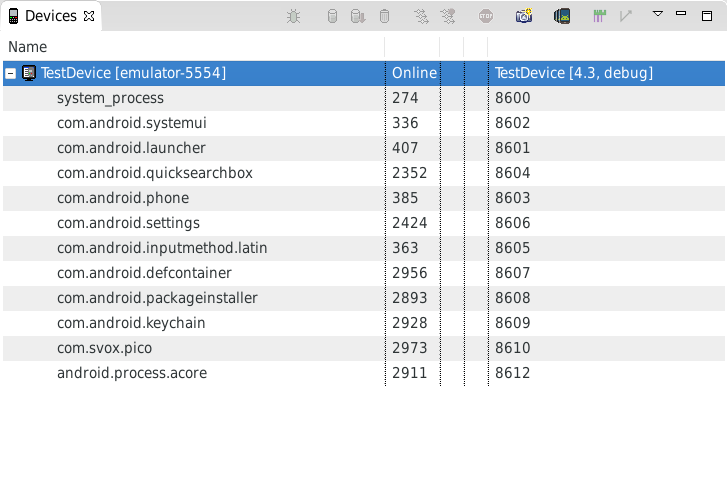 Devices
STOP
Name
TestDevice [emulator-5554] Online TestDevice [4.3, debug]
system_process 274 8600
com.android.systemui 336 8602
com.android.launcher 407 8601
com.android.quicksearchbox 2352 8604
com.android.phone 385 8603
com.android.settings 2424 8606
com.android.inputmethod.latin 363 8605
com.android.defcontainer 2956 8607
com.android.packageinstaller 2893 8608
com.android.keychain 2928 8609
com.svox.pico 2973 8610
android.process.acore 2911 8612